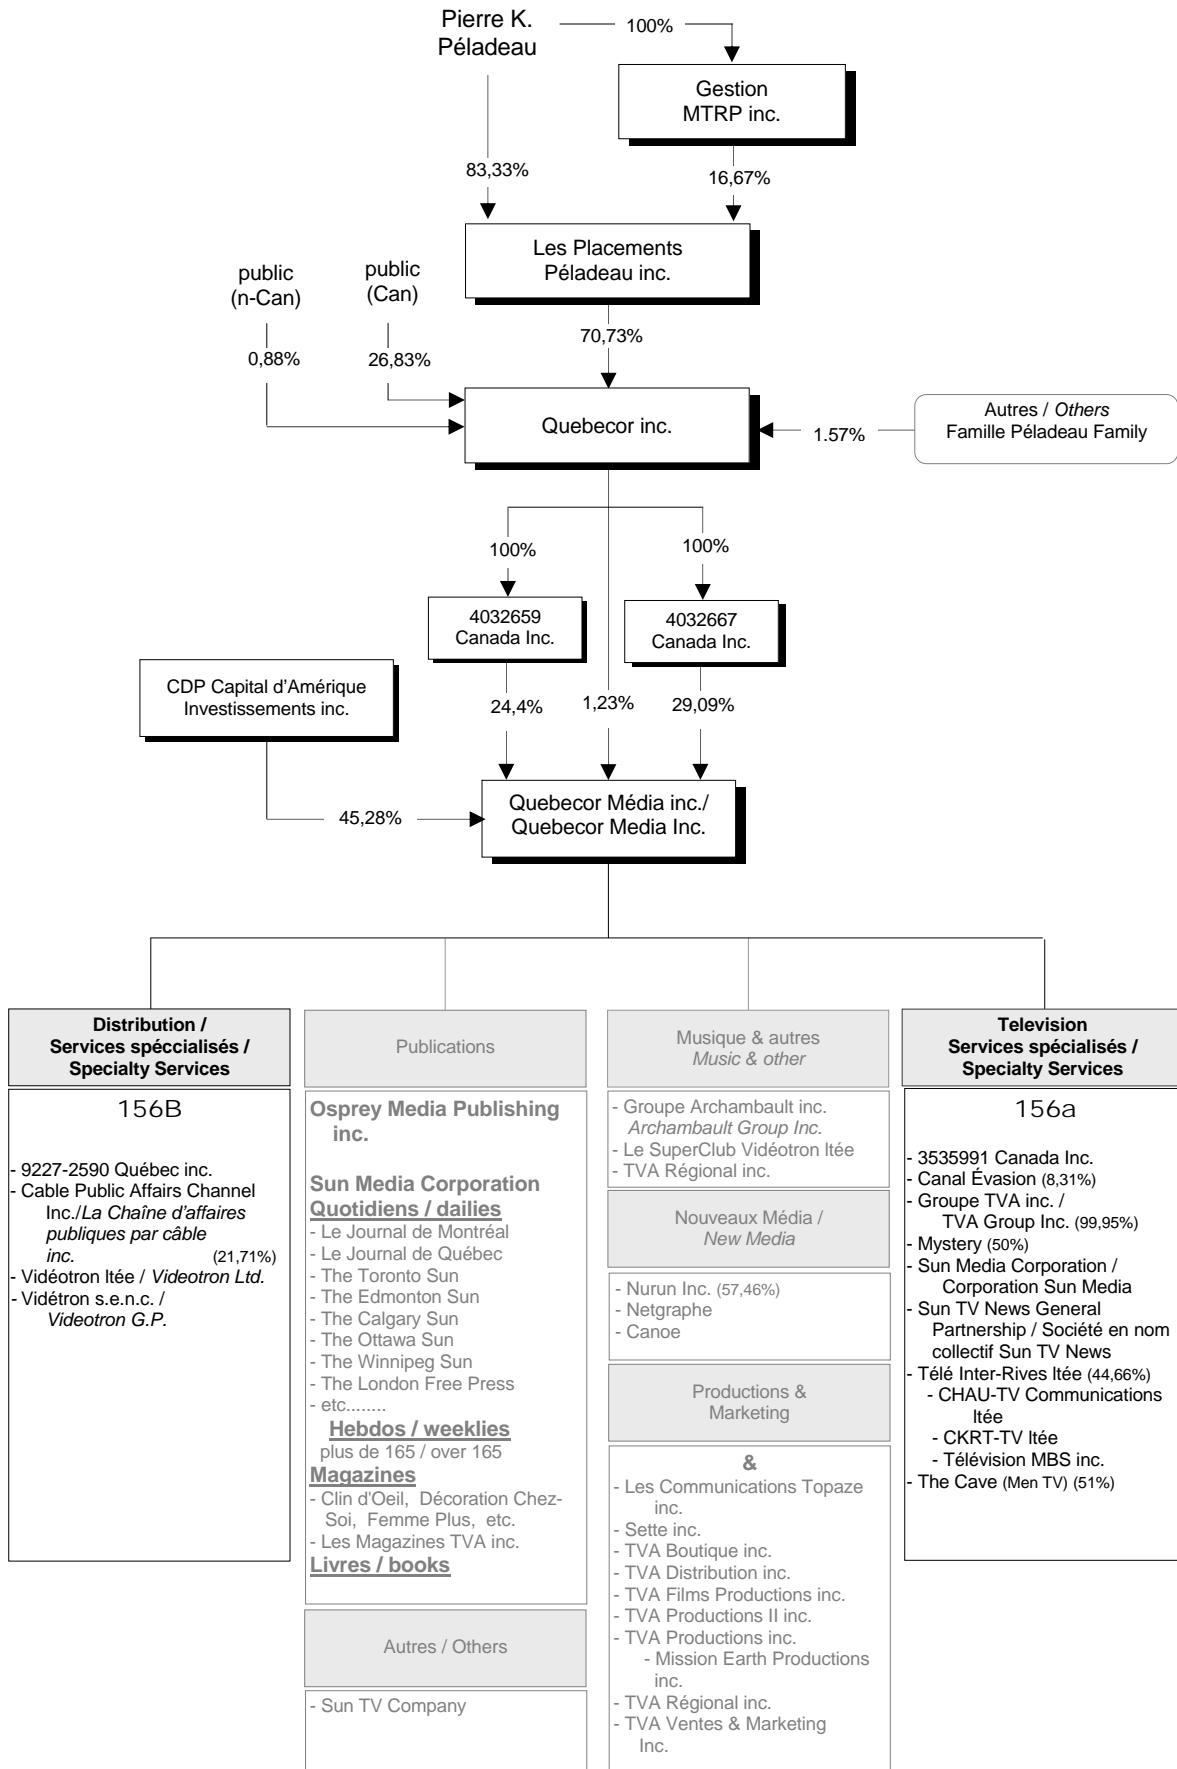 Pierre K.
Péladeau
100%
Gestion
MTRP inc.
83,33%
16,67%
Les Placements
Péladeau inc.
public
(n-Can)
public
(Can)
0,88%
26,83%
70,73%
Quebecor inc.
1.57%
Autres / Others
Famille Péladeau Family
100%
100%
4032659
Canada Inc.
4032667
Canada Inc.
CDP Capital d'Amérique
Investissements inc.
24,4%
1,23%
29,09%
45,28%
Quebecor Média inc./
Quebecor Media Inc.
Distribution /
Services spéccialisés /
Specialty Services
156B
- 9227-2590 Québec inc.
- Cable Public Affairs Channel
Inc./La Chaîne d'affaires
publiques par câble
inc. (21,71%)
- Vidéotron ltée / Videotron Ltd.
- Vidétron s.e.n.c. /
Videotron G.P.
Publications
Osprey Media Publishing
inc.
Sun Media Corporation
Quotidiens / dailies
- Le Journal de Montréal
- Le Journal de Québec
- The Toronto Sun
- The Edmonton Sun
- The Calgary Sun
- The Ottawa Sun
- The Winnipeg Sun
- The London Free Press
- etc........
Hebdos / weeklies
plus de 165 / over 165
Magazines
- Clin d'Oeil, Décoration Chez-
Soi, Femme Plus, etc.
- Les Magazines TVA inc.
Livres / books
Autres / Others
- Sun TV Company
Musique & autres
Music & other
- Groupe Archambault inc.
Archambault Group Inc.
- Le SuperClub Vidéotron ltée
- TVA Régional inc.
Nouveaux Média /
New Media
- Nurun Inc. (57,46%)
- Netgraphe
- Canoe
Productions &
Marketing
&
- Les Communications Topaze
inc.
- Sette inc.
- TVA Boutique inc.
- TVA Distribution inc.
- TVA Films Productions inc.
- TVA Productions II inc.
- TVA Productions inc.
- Mission Earth Productions
inc.
- TVA Régional inc.
- TVA Ventes & Marketing
Inc.
Television
Services spécialisés /
Specialty Services
156a
- 3535991 Canada Inc.
- Canal Évasion (8,31%)
- Groupe TVA inc. /
TVA Group Inc. (99,95%)
- Mystery (50%)
- Sun Media Corporation /
Corporation Sun Media
- Sun TV News General
Partnership / Société en nom
collectif Sun TV News
- Télé Inter-Rives ltée (44,66%)
- CHAU-TV Communications
ltée
- CKRT-TV ltée
- Télévision MBS inc.
- The Cave (Men TV) (51%)